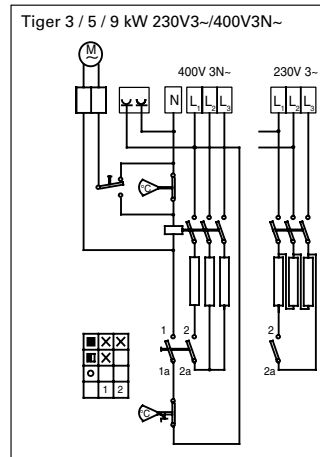 Tiger 3 / 5 / 9 kW 230V3~/400V3N~
M
~
400V 3N~ 230V 3~
N L1 L2 L3 L1 L2 L3
°C
1 2 2
1a 2a 2a
X X
X
1 2
°C